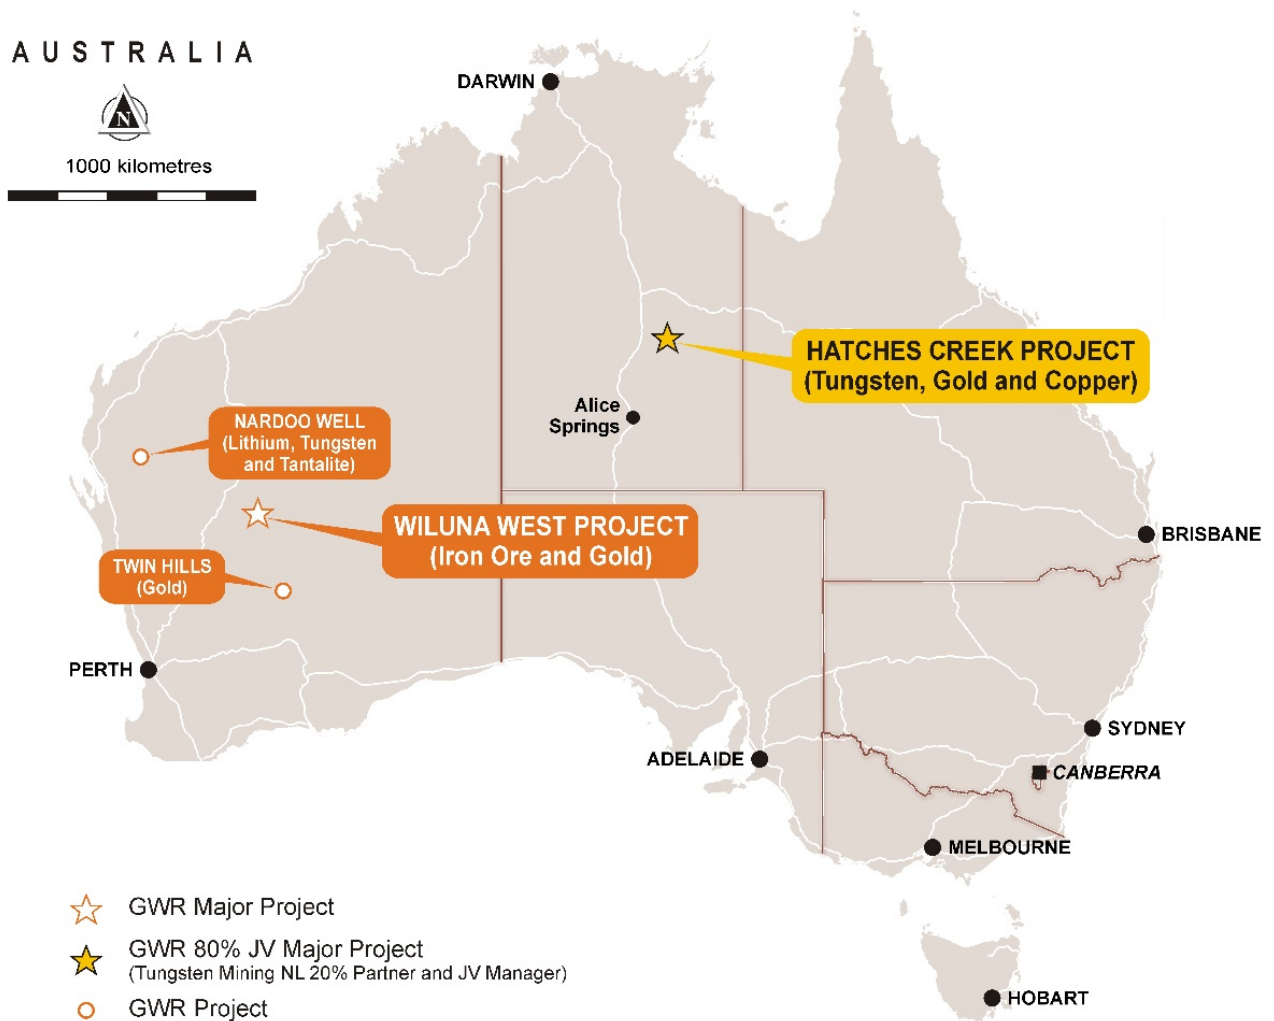 AUSTRALIA
N
1000 kilometres
DARWIN
HATCHES CREEK PROJECT
(Tungsten, Gold and Copper)
Alice
Springs
NARDOO WELL
(Lithium, Tungsten
and Tantalite)
WILUNA WEST PROJECT
(Iron Ore and Gold)
BRISBANE
TWIN HILLS
(Gold)
PERTH
SYDNEY
ADELAIDE
CANBERRA
MELBOURNE
GWR Major Project
GWR 80% JV Major Project
(Tungsten Mining NL 20% Partner and JV Manager)
GWR Project
HOBART